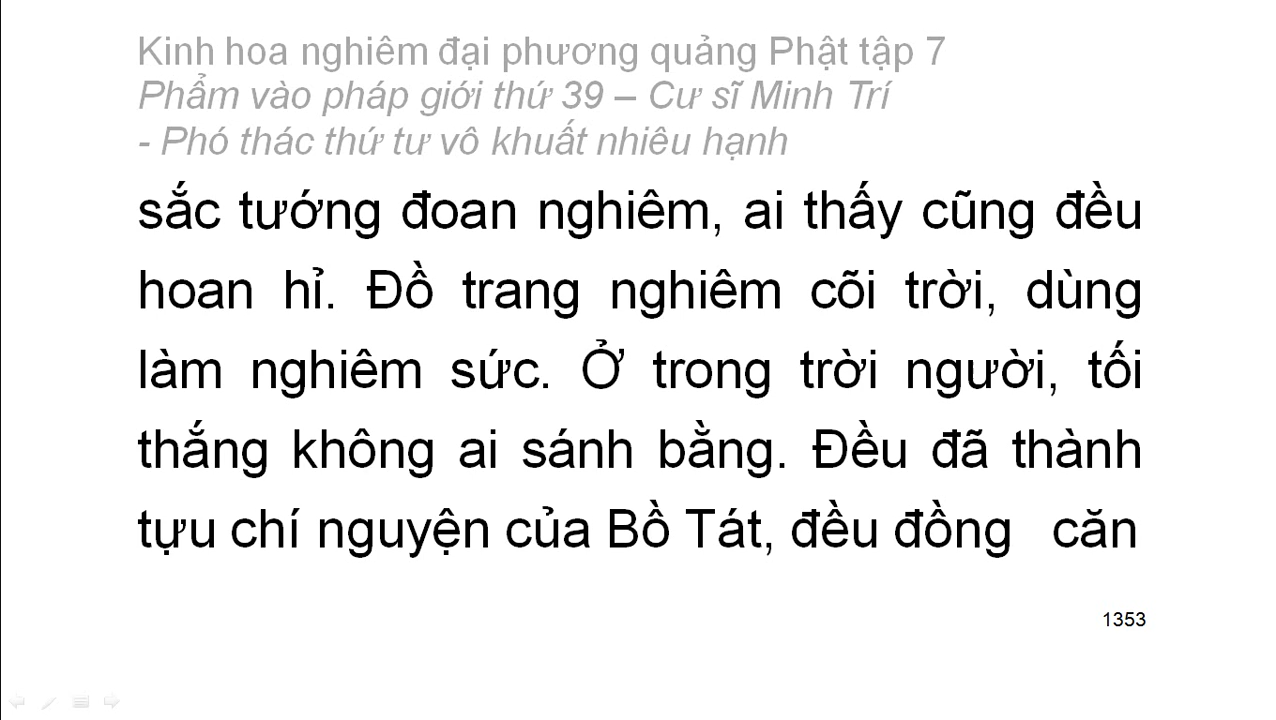 Kinh hoa nghiêm đại phương quảng Phật tập 7
Phẩm vào pháp giới thứ 39 – Cư sĩ Minh Trí
- Phó thác thứ tư vô khuất nhiêu hạnh
sắc tướng đoan nghiêm, ai thấy cũng đều
hoan hỉ. Đồ trang nghiêm cõi trời, dùng
làm nghiêm sức. Ở trong trời người, tối
thắng không ai sánh bằng. Đều đã thành
tựu chí nguyện của Bồ Tát, đều đồng căn
1353